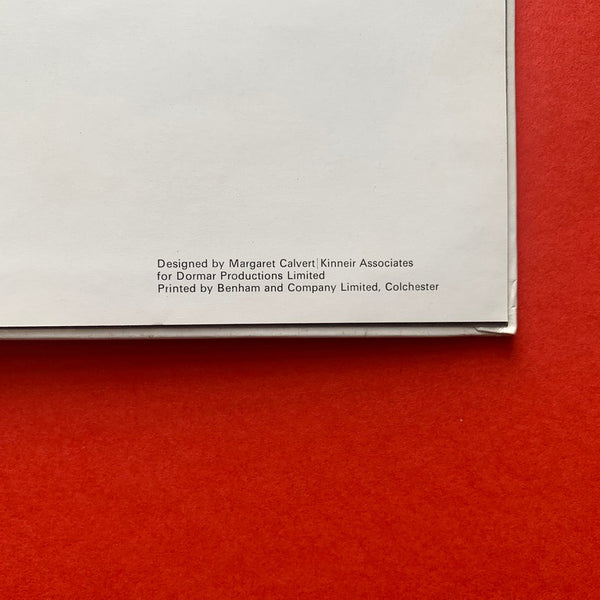 Designed by Margaret Calvert|Kinneir Associates
for Dormar Productions Limited
Printed by Benham and Company Limited, Colchester